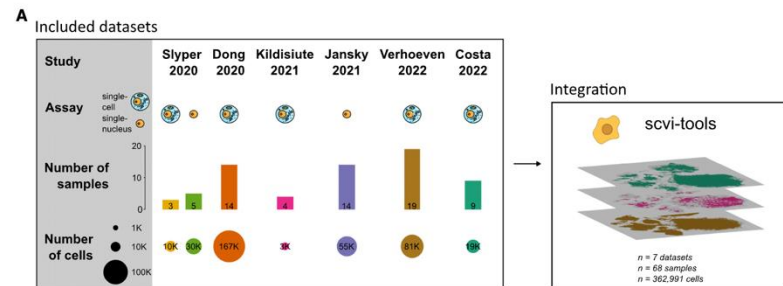 A
Included datasets
Study
Slyper 2020
Dong 2020
Kildisiute 2021
Jansky 2021
Verhoeven 2022
Costa 2022
Assay
single-
cell
single-
nucleus
Number of
samples
20
10
0
3
5
14
4
14
19
9
Number
of cells
1K
10K
100K
10K
30K
167K
3K
55K
81K
19K
Integration
scvi-tools
n = 7 datasets
n = 68 samples
n = 362,991 cells